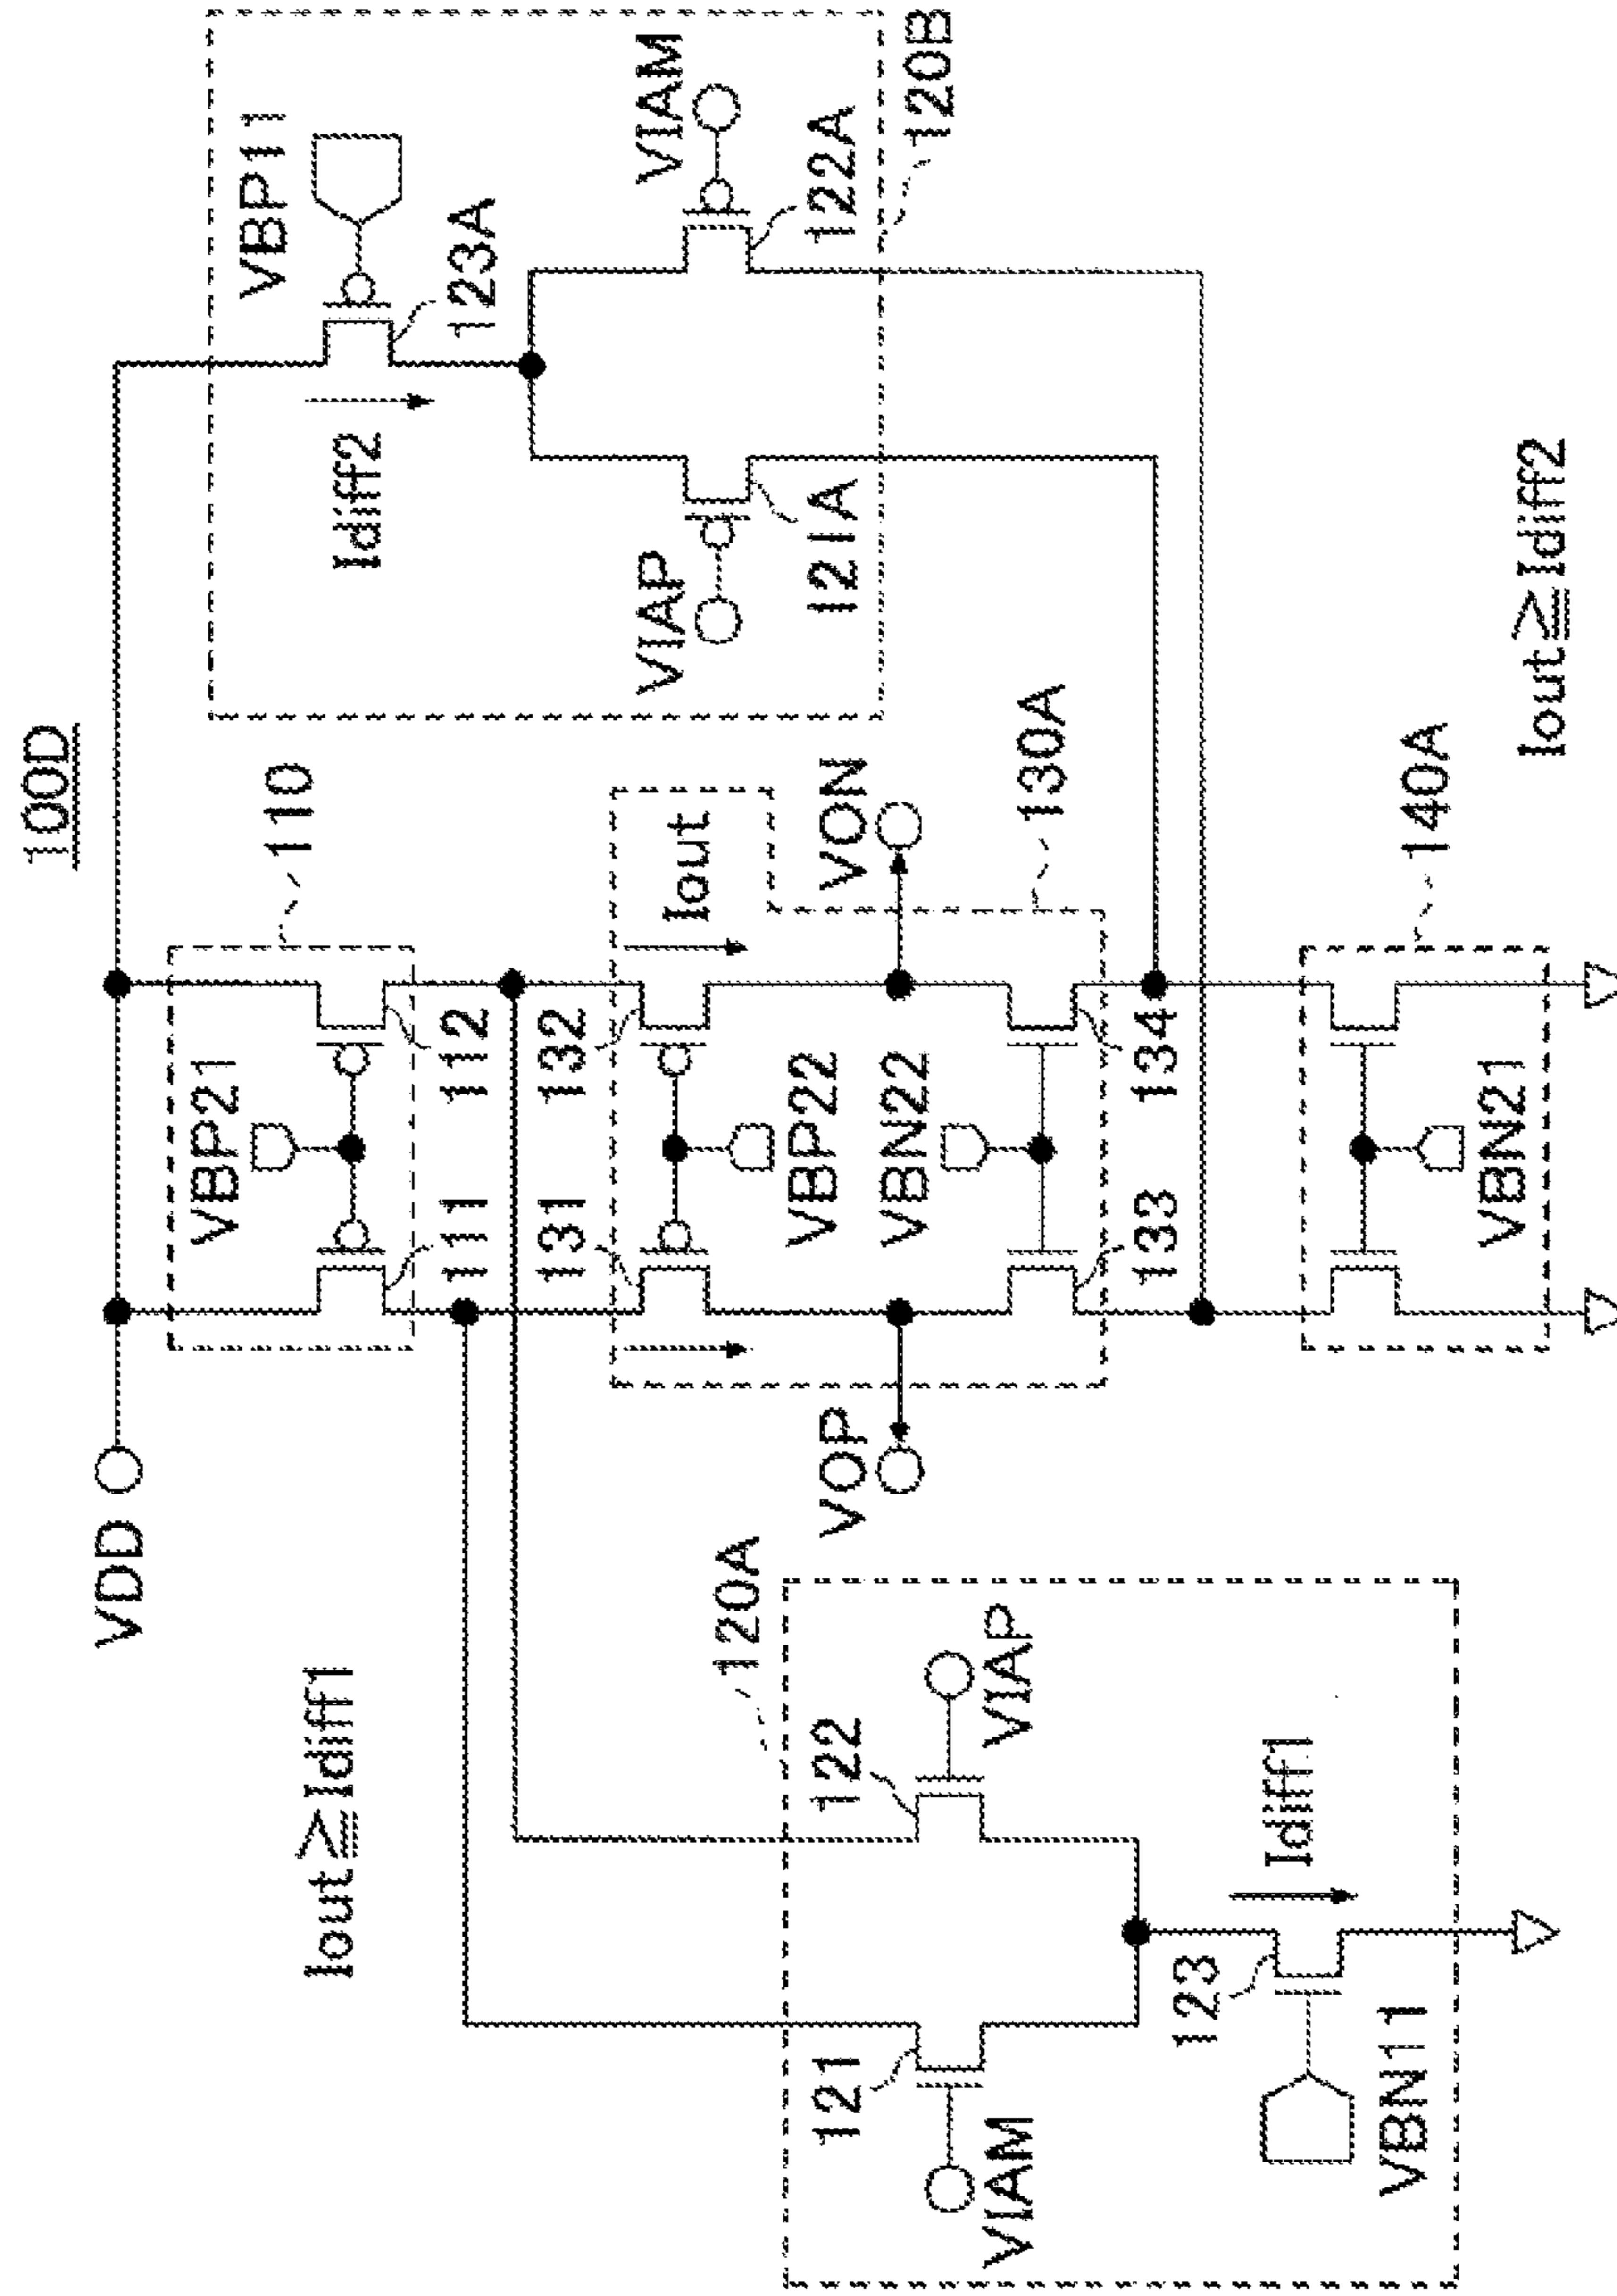 100D
VDD
110
VBP21
111
112
VBP11
123A
Idiff2
VIAP
121A
VIAM
122A
120B
Iout≧Idiff1
131
132
Iout
VBP22
VOP
VON
VBN22
133
134
130A
120A
121
VIAM
122
VIAP
123
Idiff1
VBN11
140A
VBN21
Iout≧Idiff2